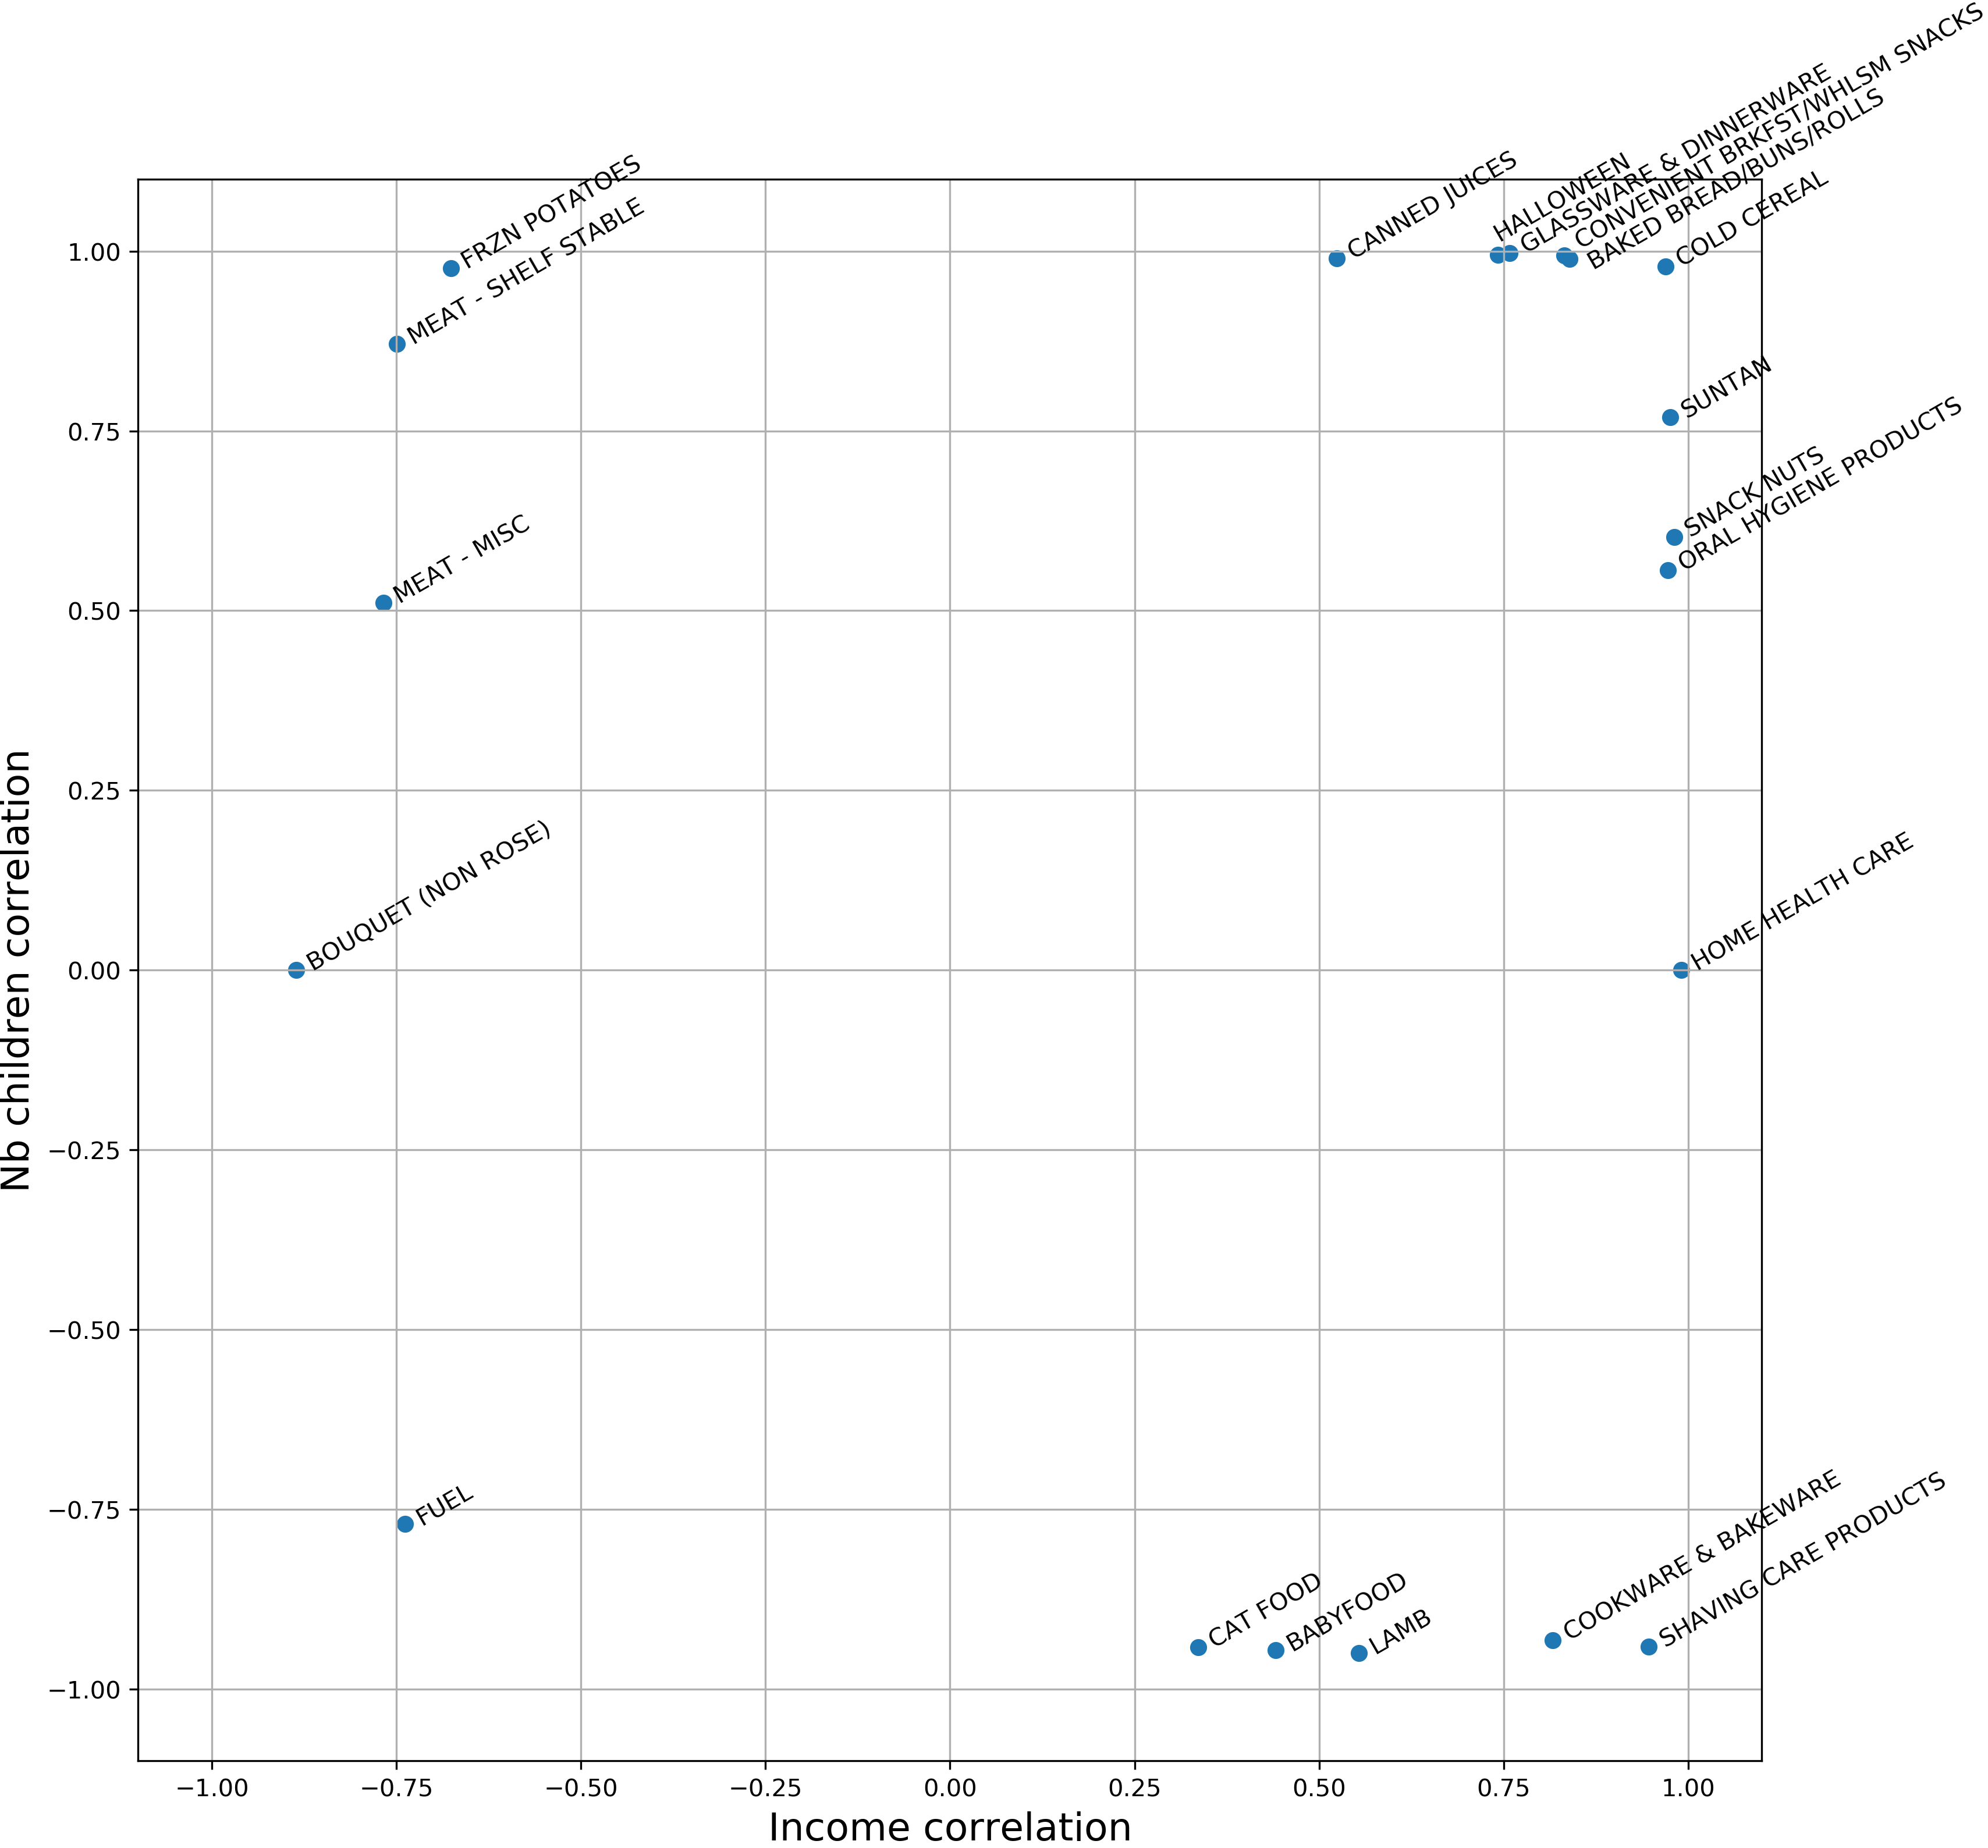 CONVENIENT BRKFST/WHLSM SNACKS
GLASSWARE & DINNERWARE
BAKED BREAD/BUNS/ROLLS
HALLOWEEN
CANNED JUICES
COLD CEREAL
FRZN POTATOES
MEAT - SHELF STABLE
SUNTAN
SNACK NUTS
ORAL HYGIENE PRODUCTS
MEAT - MISC
BOUQUET (NON ROSE)
HOME HEALTH CARE
FUEL
COOKWARE & BAKEWARE
SHAVING CARE PRODUCTS
CAT FOOD
BABYFOOD
LAMB
Nb children correlation
1.00
0.75
0.50
0.25
0.00
−0.25
−0.50
−0.75
−1.00
−1.00 −0.75 −0.50 −0.25 0.00 0.25 0.50 0.75 1.00
Income correlation